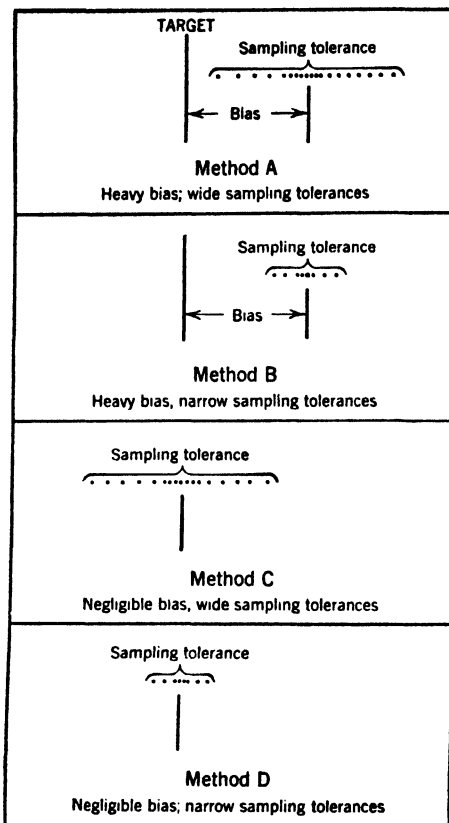 TARGET
Sampling tolerance
Bias
Method A
Heavy bias; wide sampling tolerances
Sampling tolerance
Bias
Method B
Heavy bias, narrow sampling tolerances
Sampling tolerance
Method C
Negligible bias, wide sampling tolerances
Sampling tolerance
Method D
Negligible bias; narrow sampling tolerances